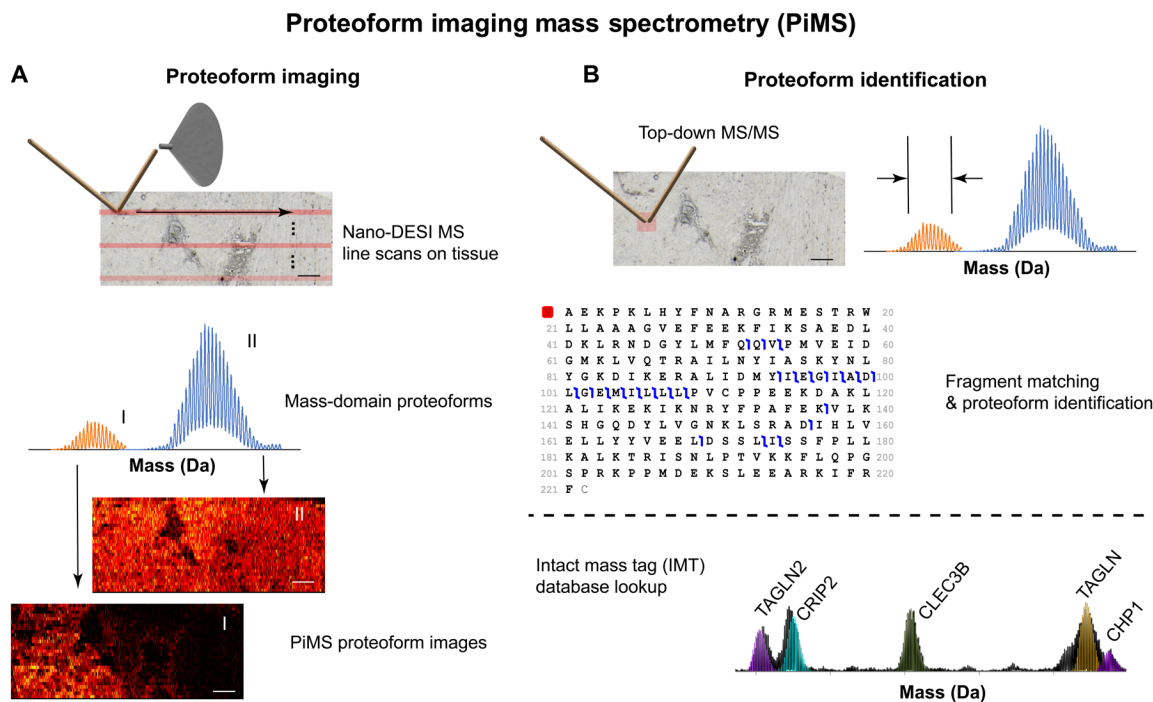 Proteoform imaging mass spectrometry (PiMS)
A
Proteoform imaging
Nano-DESI MS
line scans on tissue
II
I
Mass-domain proteoforms
Mass (Da)
II
I
PiMS proteoform images
B
Proteoform identification
Top-down MS/MS
Mass (Da)
A E K P K L H Y F N A R G R M E S T R W 20
21 L L A A A G V E F E E K F I K S A E D L 40
41 D K L R N D G Y L M F Q Q V P M V E I D 60
61 G M K L V Q T R A I L N Y I A S K Y N L 80
81 Y G K D I K E R A L I D M Y I E G I A D 100
101 L G E M I L L L P V C P P E E K D A K L 120
121 A L I K E K I K N R Y F P A F E K V L K 140
141 S H G Q D Y L V G N K L S R A D I H L V 160
161 E L L Y Y V E E L D S S L I S S F P L L 180
181 K A L K T R I S N L P T V K K F L Q P G 200
201 S P R K P P M D E K S L E E A R K I F R 220
221 F C
Fragment matching
& proteoform identification
Intact mass tag (IMT)
database lookup
TAGLN2
CRIP2
CLEC3B
TAGLN
CHP1
Mass (Da)